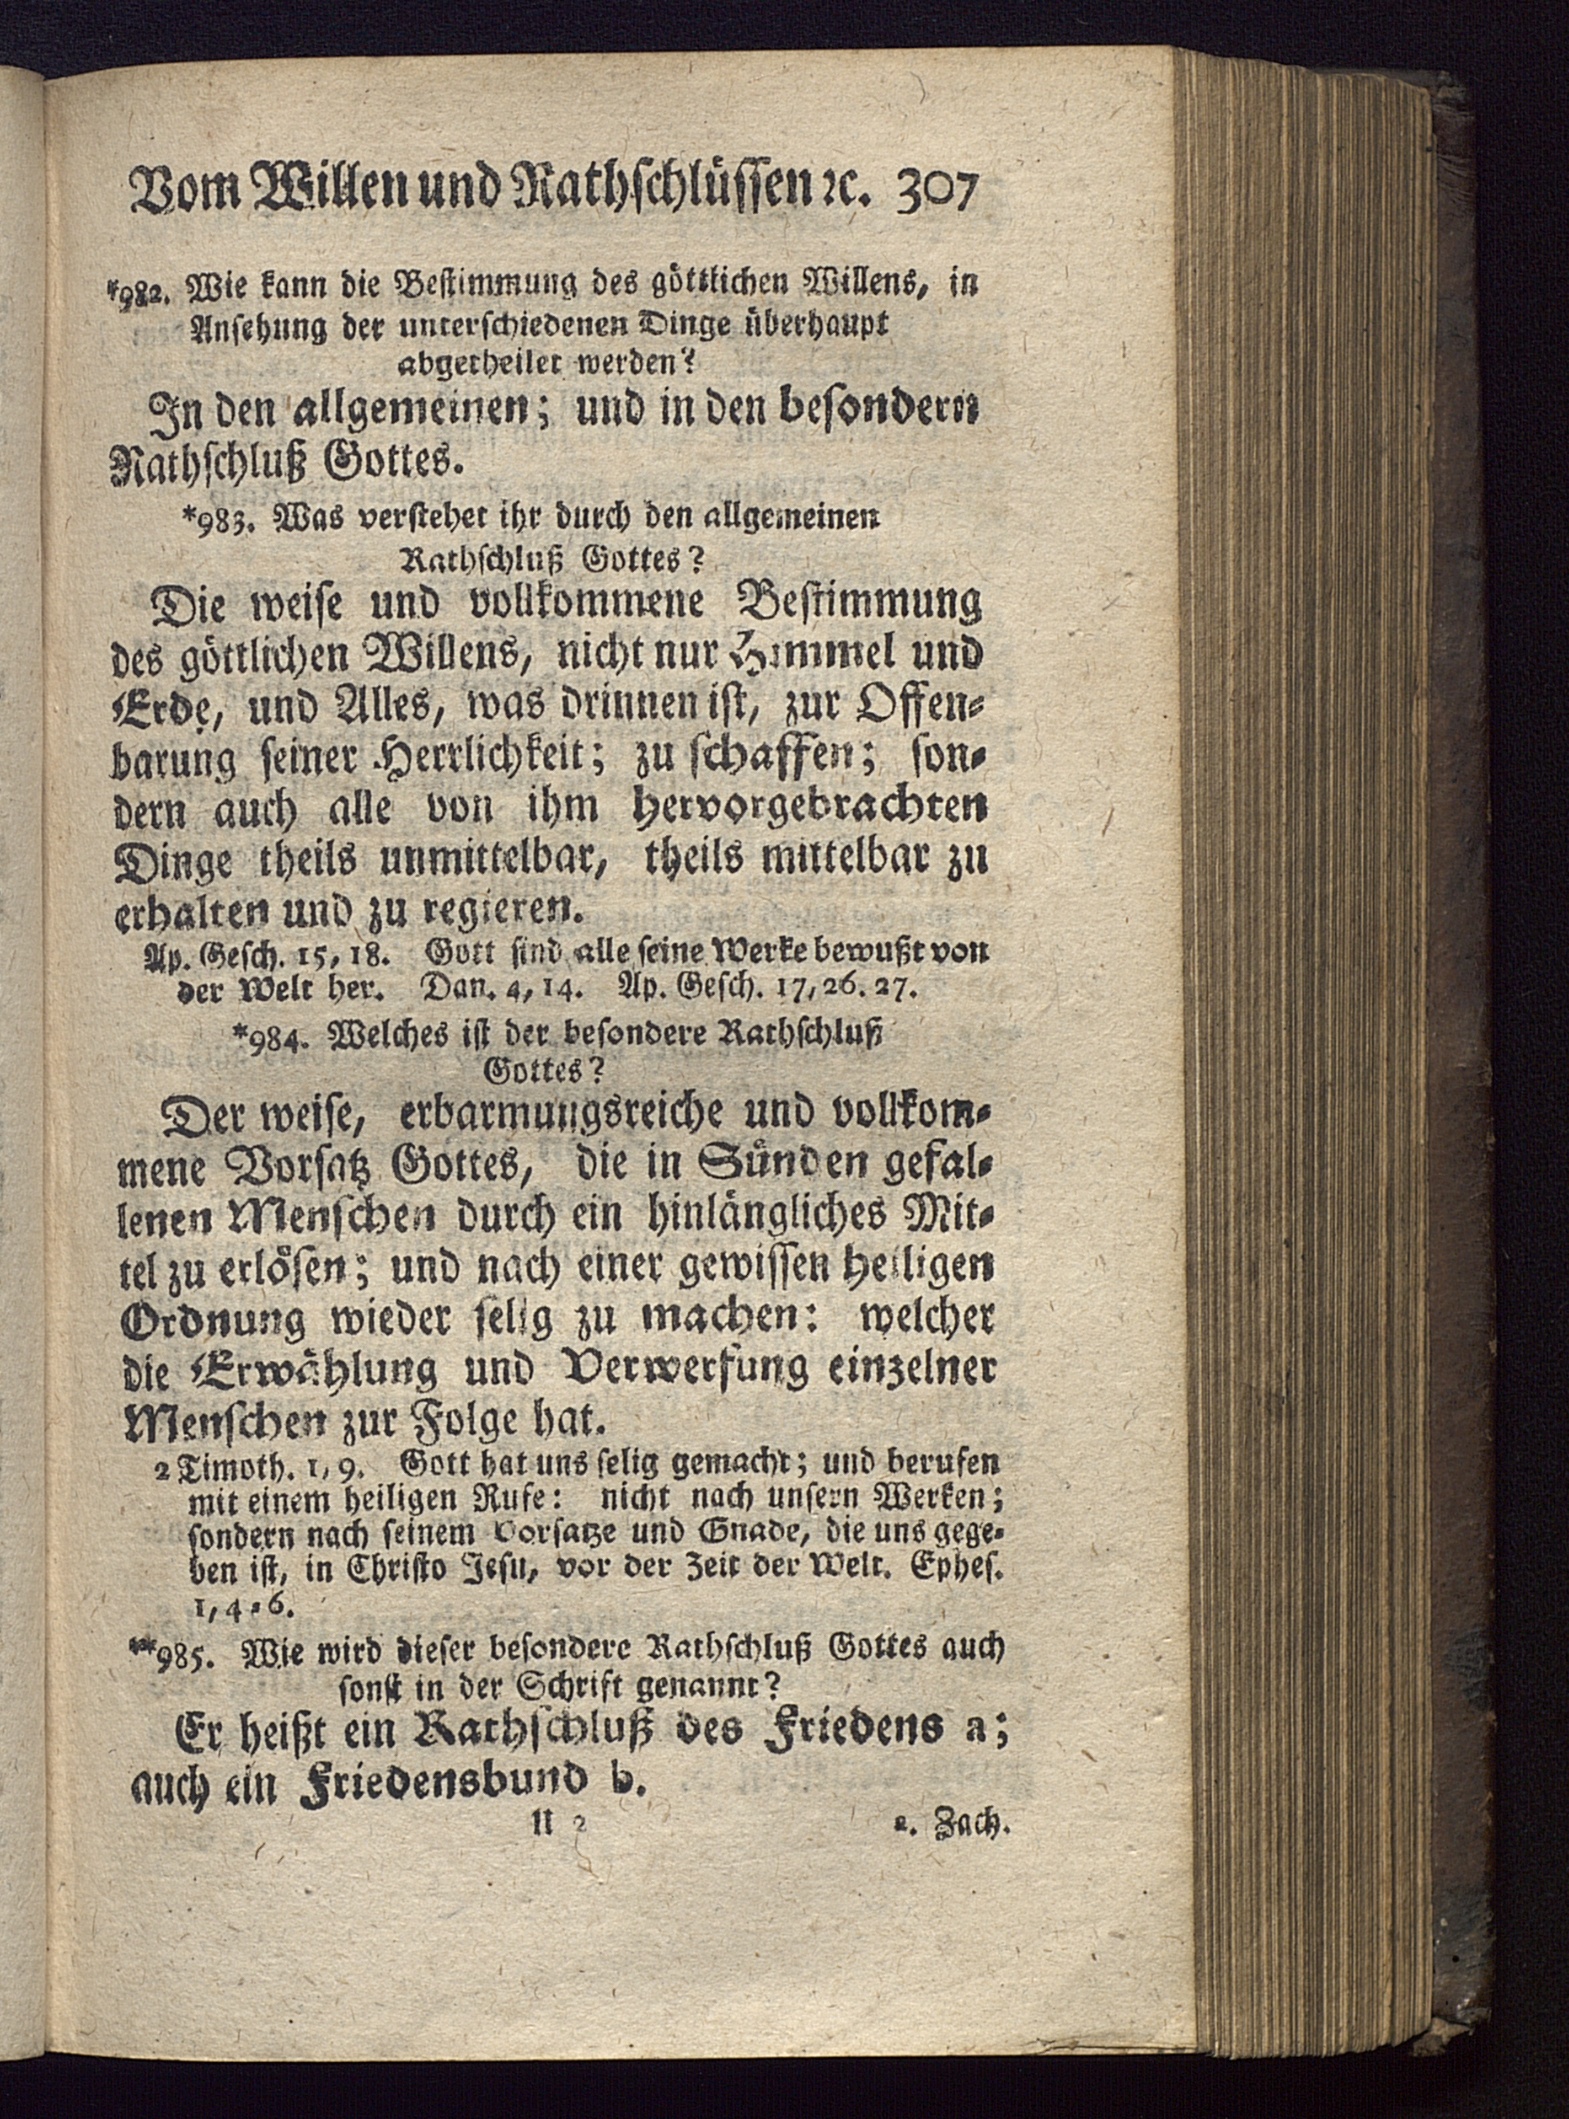 Vom Willen und Rathschlüssen ꝛc. 307
*982. Wie kann die Bestimmung des göttlichen Willens, in
Ansehung der unterschiedenen Dinge überhaupt
abgetheilet werden?
In den allgemeinen; und in den besondern
Rathschluß Gottes.
*983. Was verstehet ihr durch den allgemeinen
Rathschluß Gottes?
Die weise und vollkommene Bestimmung
des göttlichen Willens, nicht nur Himmel und
Erde, und Alles, was drinnen ist, zur Offen-
barung seiner Herrlichkeit; zu schaffen; son-
dern auch alle von ihm hervorgebrachten
Dinge theils unmittelbar, theils mittelbar zu
erhalten und zu regieren.
Ap. Gesch. 15, 18. Gott sind alle seine Werke bewußt von
der Welt her. Dan. 4, 14. Ap. Gesch. 17, 26. 27.
*984. Welches ist der besondere Rathschluß
Gottes?
Der weise, erbarmungsreiche und vollkom-
mene Vorsatz Gottes, die in Sünden gefal-
lenen Menschen durch ein hinlängliches Mit-
tel zu erlösen; und nach einer gewissen heiligen
Ordnung wieder selig zu machen: welcher
die Erwählung und Verwerfung einzelner
Menschen zur Folge hat.
2 Timoth. 1, 9. Gott hat uns selig gemacht; und berufen
mit einem heiligen Rufe: nicht nach unsern Werken;
sondern nach seinem Vorsatze und Gnade, die uns gege-
ben ist, in Christo Jesu, vor der Zeit der Welt. Ephes.
1, 4-6.
**985. Wie wird dieser besondere Rathschluß Gottes auch
sonst in der Schrift genannt?
Er heißt ein Rathschluß des Friedens a;
auch ein Friedensbund b.
U 2 a. Zach.